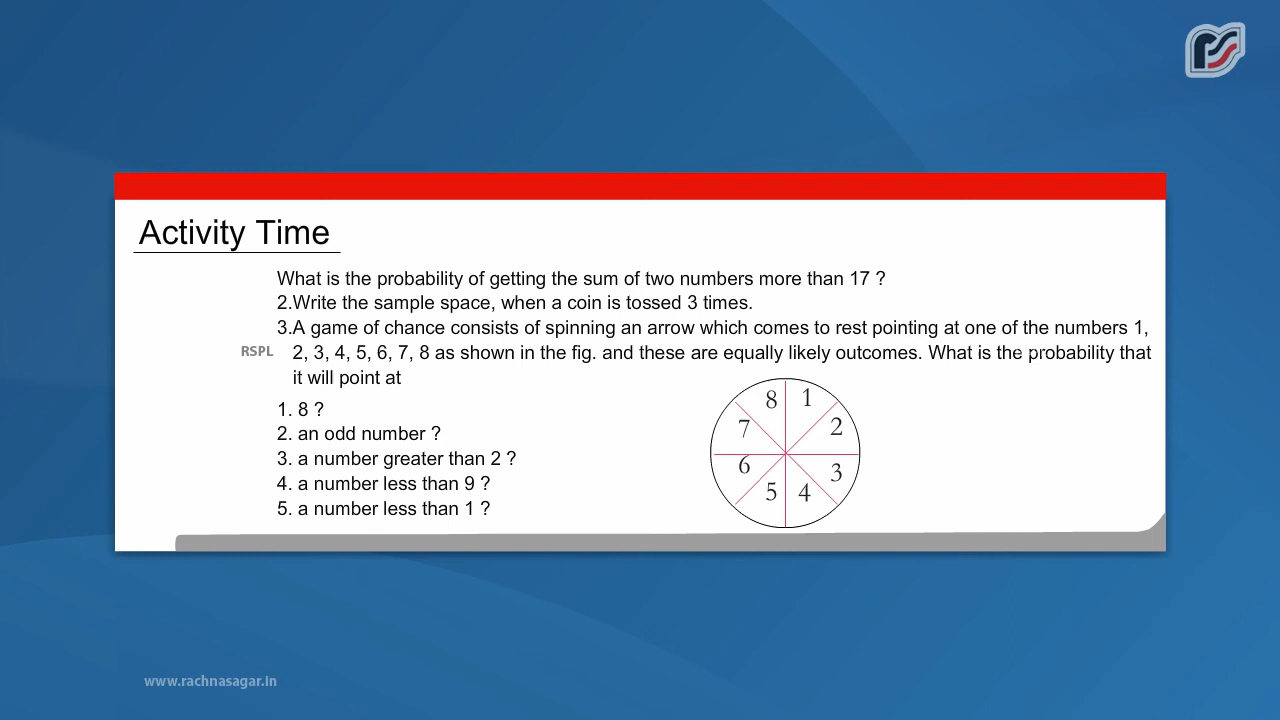 Activity Time
What is the probability of getting the sum of two numbers more than 17 ?
2.Write the sample space, when a coin is tossed 3 times.
3.A game of chance consists of spinning an arrow which comes to rest pointing at one of the numbers 1,
RSPL 2, 3, 4, 5, 6, 7, 8 as shown in the fig. and these are equally likely outcomes. What is the probability that
it will point at
1. 8 ?
2. an odd number ?
3. a number greater than 2 ?
4. a number less than 9 ?
5. a number less than 1 ?
8 1
7 2
6 3
5 4
www.rachnasagar.in